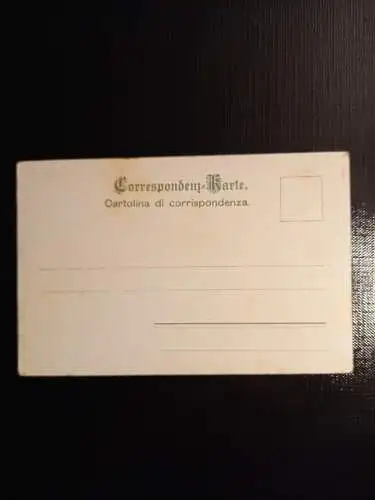 Correspondenz-Karte.
Cartolina di corrispondenza.